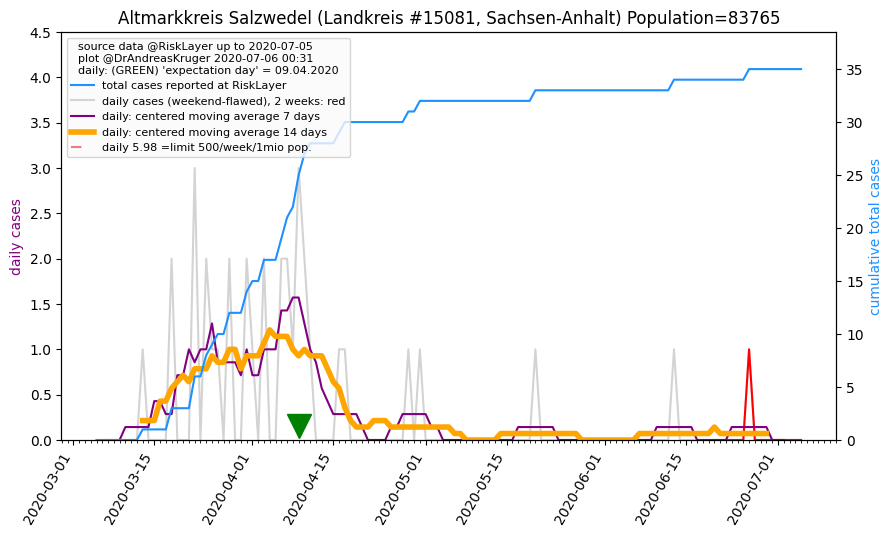 Altmarkkreis Salzwedel (Landkreis #15081, Sachsen-Anhalt) Population=83765
source data @RiskLayer up to 2020-07-05
plot @DrAndreasKruger 2020-07-06 00:31
daily: (GREEN) 'expectation day' = 09.04.2020
total cases reported at RiskLayer
daily cases (weekend-flawed), 2 weeks: red
daily: centered moving average 7 days
daily: centered moving average 14 days
daily 5.98 =limit 500/week/1mio pop.
daily cases
4.5
4.0
3.5
3.0
2.5
2.0
1.5
1.0
0.5
0.0
35
30
25
20
15
10
5
0
cumulative total cases
2020-03-01
2020-03-15
2020-04-01
2020-04-15
2020-05-01
2020-05-15
2020-06-01
2020-06-15
2020-07-01